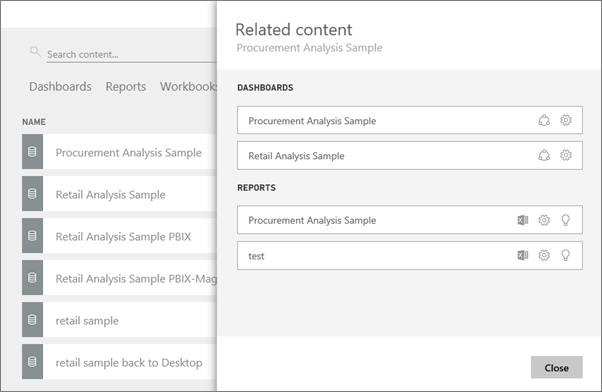 Search content...
Dashboards Reports Workbooks
NAME
Procurement Analysis Sample
Retail Analysis Sample
Retail Analysis Sample PBIX
Retail Analysis Sample PBIX-Mag
retail sample
retail sample back to Desktop
Related content
Procurement Analysis Sample
DASHBOARDS
Procurement Analysis Sample
Retail Analysis Sample
REPORTS
Procurement Analysis Sample
test
Close